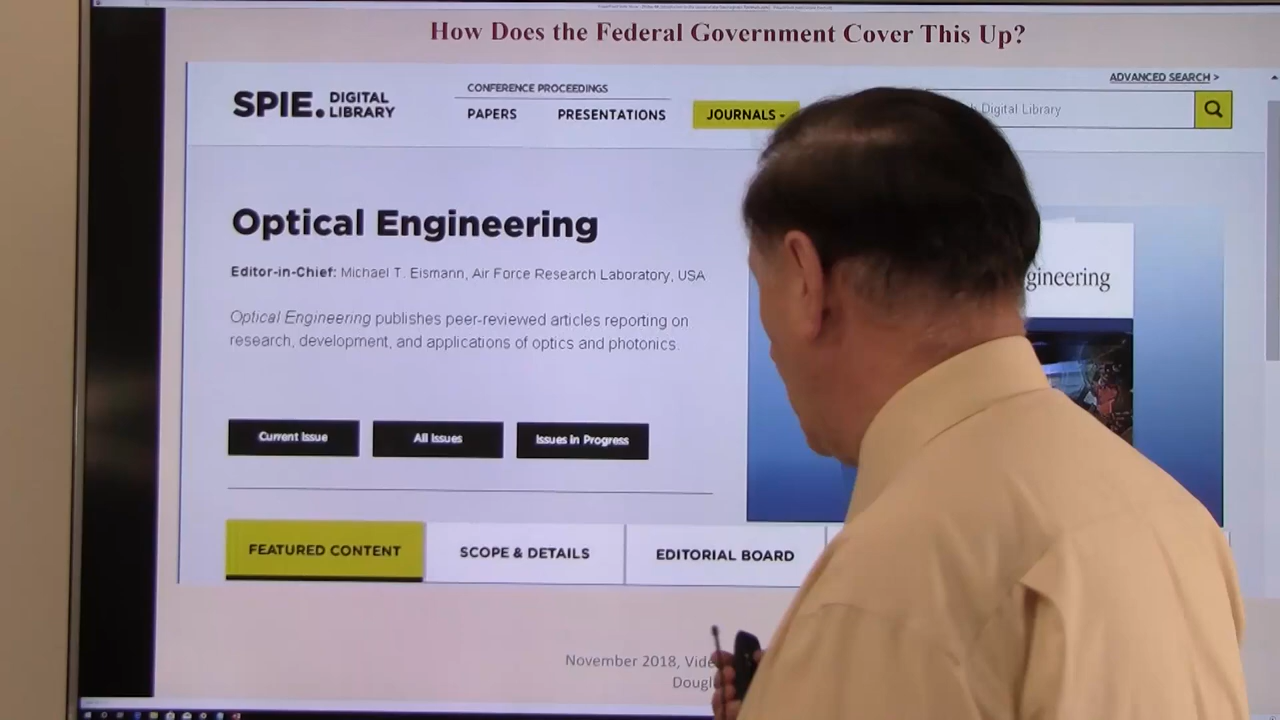 How Does the Federal Government Cover This Up?
ADVANCED SEARCH >
SPIE. DIGITAL LIBRARY
CONFERENCE PROCEEDINGS
PAPERS PRESENTATIONS JOURNALS
Digital Library
Optical Engineering
Editor-in-Chief: Michael T. Eismann, Air Force Research Laboratory, USA
gineering
Optical Engineering publishes peer-reviewed articles reporting on
research, development, and applications of optics and photonics.
Current Issue All Issues Issues in Progress
FEATURED CONTENT SCOPE & DETAILS EDITORIAL BOARD
November 2018, Vide
Dougl